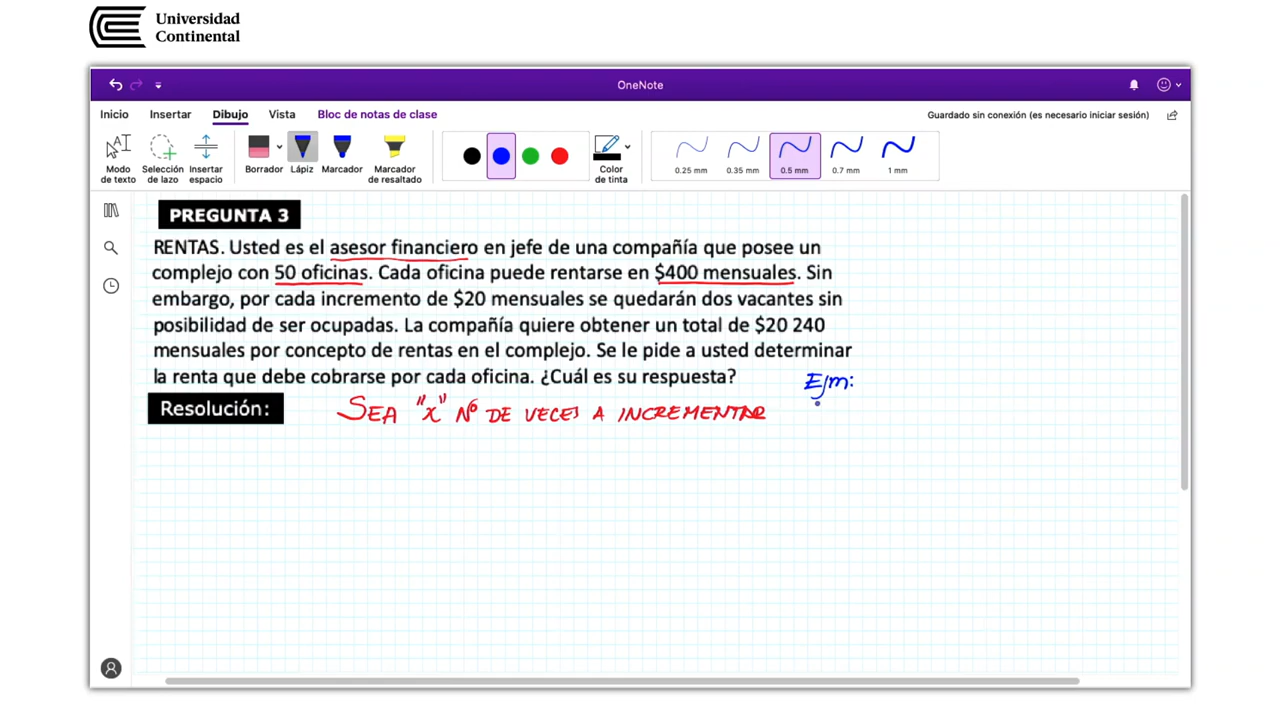 Universidad
Continental
OneNote
Inicio Insertar Dibujo Vista Bloc de notas de clase Guardado sin conexión (es necesario iniciar sesión)
Modo de texto Selección de lazo Insertar espacio Borrador Lápiz Marcador Marcador de resaltado Color de tinta 0.25 mm 0.35 mm 0.5 mm 0.7 mm 1 mm
PREGUNTA 3
RENTAS. Usted es el asesor financiero en jefe de una compañía que posee un
complejo con 50 oficinas. Cada oficina puede rentarse en $400 mensuales. Sin
embargo, por cada incremento de $20 mensuales se quedarán dos vacantes sin
posibilidad de ser ocupadas. La compañía quiere obtener un total de $20 240
mensuales por concepto de rentas en el complejo. Se le pide a usted determinar
la renta que debe cobrarse por cada oficina. ¿Cuál es su respuesta?
Ejm:
Resolución: SEA "x" Nº DE VECES A INCREMENTAR